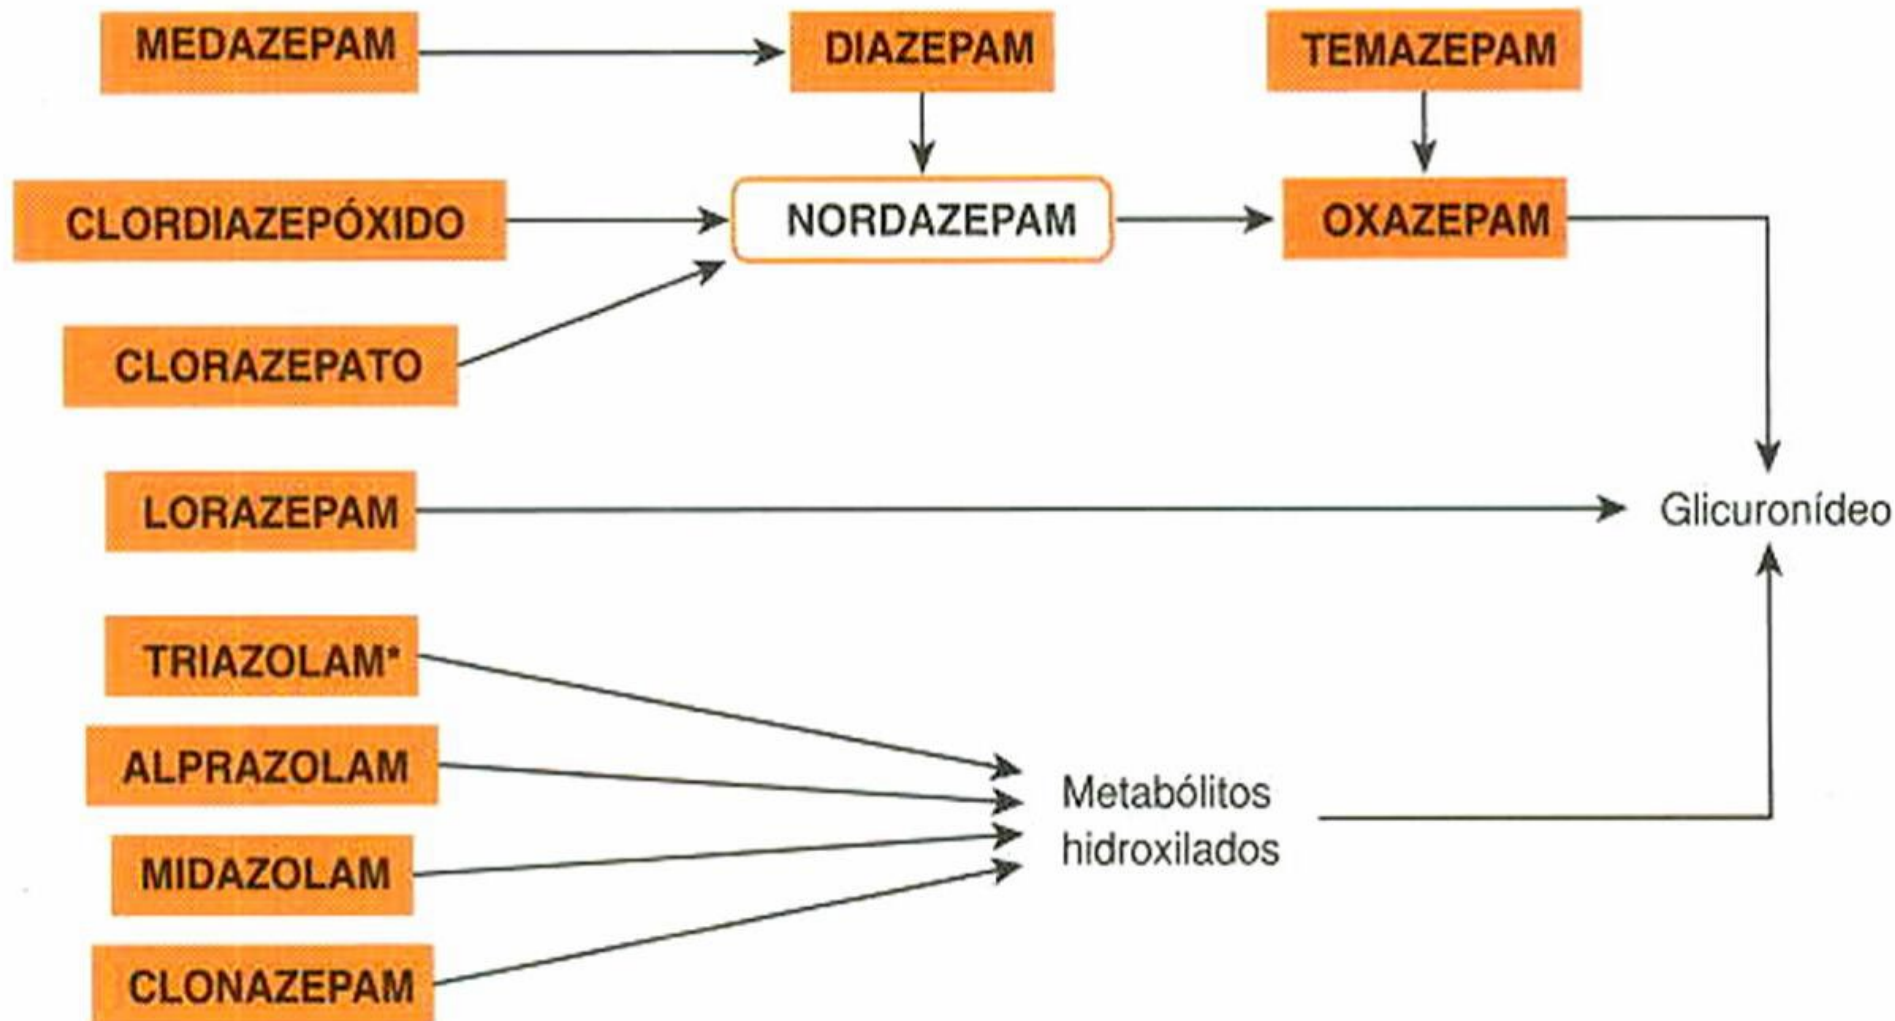 MEDAZEPAM
DIAZEPAM
TEMAZEPAM
CLORDIAZEPÓXIDO
NORDAZEPAM
OXAZEPAM
CLORAZEPATO
LORAZEPAM
Glicuronídeo
TRIAZOLAM*
ALPRAZOLAM
Metabólitos
hidroxilados
MIDAZOLAM
CLONAZEPAM